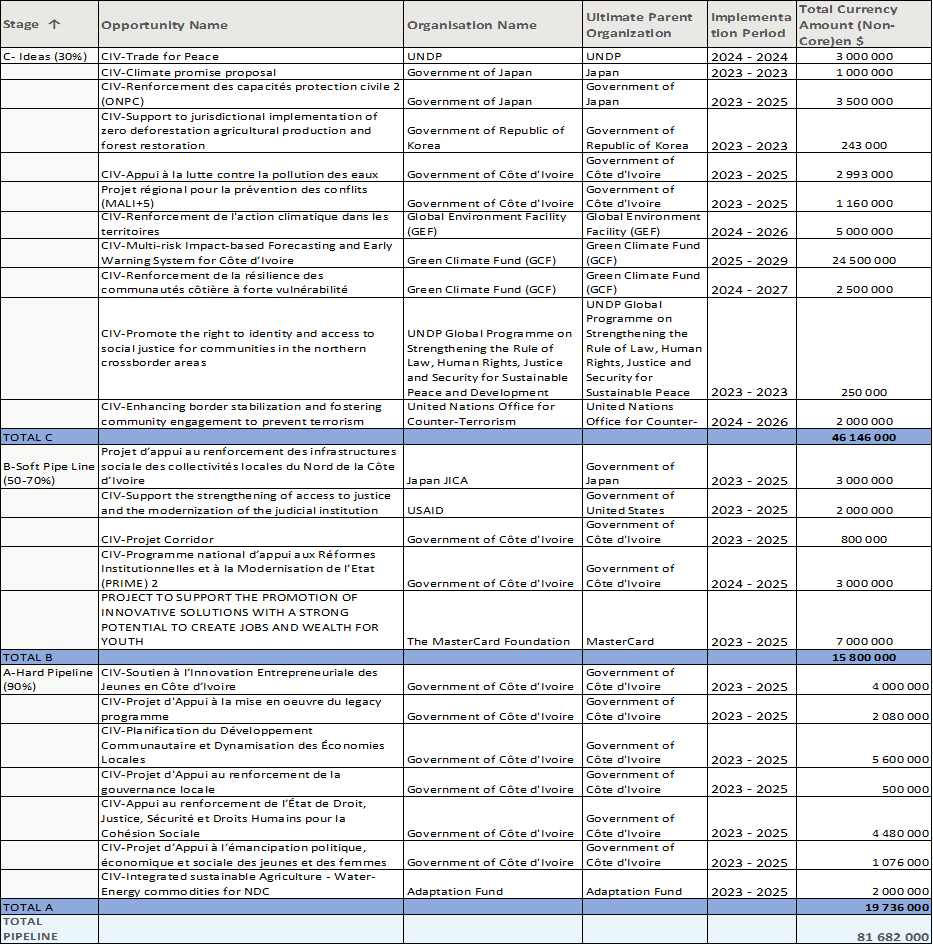 Stage ↑ Opportunity Name Organisation Name Ultimate Parent Organization Implementa tion Period Total Currency Amount (Non-Core)en $
C- Ideas (30%) CIV-Trade for Peace UNDP UNDP 2024 - 2024 3 000 000
CIV-Climate promise proposal Government of Japan Japan 2023 - 2023 1 000 000
CIV-Renforcement des capacités protection civile 2 (ONPC) Government of Japan Government of Japan 2023 - 2025 3 500 000
CIV-Support to jurisdictional implementation of zero deforestation agricultural production and forest restoration Government of Republic of Korea Government of Republic of Korea 2023 - 2023 243 000
CIV-Appui à la lutte contre la pollution des eaux Government of Côte d'Ivoire Government of Côte d'Ivoire 2023 - 2025 2 993 000
Projet régional pour la prévention des conflits (MALI+5) Government of Côte d'Ivoire Government of Côte d'Ivoire 2023 - 2025 1 160 000
CIV-Renforcement de l'action climatique dans les territoires Global Environment Facility (GEF) Global Environment Facility (GEF) 2024 - 2026 5 000 000
CIV-Multi-risk Impact-based Forecasting and Early Warning System for Côte d'Ivoire Green Climate Fund (GCF) Green Climate Fund (GCF) 2025 - 2029 24 500 000
CIV-Renforcement de la résilience des communautés côtière à forte vulnérabilité Green Climate Fund (GCF) Green Climate Fund (GCF) 2024 - 2027 2 500 000
CIV-Promote the right to identity and access to social justice for communities in the northern crossborder areas UNDP Global Programme on Strengthening the Rule of Law, Human Rights, Justice and Security for Sustainable Peace and Development UNDP Global Programme on Strengthening the Rule of Law, Human Rights, Justice and Security for Sustainable Peace 2023 - 2023 250 000
CIV-Enhancing border stabilization and fostering community engagement to prevent terrorism United Nations Office for Counter-Terrorism United Nations Office for Counter- 2024 - 2026 2 000 000
TOTAL C 46 146 000
B-Soft Pipe Line (50-70%) Projet d'appui au renforcement des infrastructures sociale des collectivités locales du Nord de la Côte d'Ivoire Japan JICA Government of Japan 2023 - 2025 3 000 000
CIV-Support the strengthening of access to justice and the modernization of the judicial institution USAID Government of United States 2023 - 2025 2 000 000
CIV-Projet Corridor Government of Côte d'Ivoire Government of Côte d'Ivoire 2023 - 2025 800 000
CIV-Programme national d'appui aux Réformes Institutionnelles et à la Modernisation de l'Etat (PRIME) 2 Government of Côte d'Ivoire Government of Côte d'Ivoire 2024 - 2025 3 000 000
PROJECT TO SUPPORT THE PROMOTION OF INNOVATIVE SOLUTIONS WITH A STRONG POTENTIAL TO CREATE JOBS AND WEALTH FOR YOUTH The MasterCard Foundation MasterCard 2023 - 2025 7 000 000
TOTAL B 15 800 000
A-Hard Pipeline (90%) CIV-Soutien à l'Innovation Entrepreneuriale des Jeunes en Côte d'Ivoire Government of Côte d'Ivoire Government of Côte d'Ivoire 2023 - 2025 4 000 000
CIV-Projet d'Appui à la mise en oeuvre du legacy programme Government of Côte d'Ivoire Government of Côte d'Ivoire 2023 - 2025 2 080 000
CIV-Planification du Développement Communautaire et Dynamisation des Économies Locales Government of Côte d'Ivoire Government of Côte d'Ivoire 2023 - 2025 5 600 000
CIV-Projet d'Appui au renforcement de la gouvernance locale Government of Côte d'Ivoire Government of Côte d'Ivoire 2023 - 2025 500 000
CIV-Appui au renforcement de l'État de Droit, Justice, Sécurité et Droits Humains pour la Cohésion Sociale Government of Côte d'Ivoire Government of Côte d'Ivoire 2023 - 2025 4 480 000
CIV-Projet d'Appui à l'émancipation politique, économique et sociale des jeunes et des femmes Government of Côte d'Ivoire Government of Côte d'Ivoire 2023 - 2025 1 076 000
CIV-Integrated sustainable Agriculture - Water-Energy commodities for NDC Adaptation Fund Adaptation Fund 2023 - 2025 2 000 000
TOTAL A 19 736 000
TOTAL PIPELINE 81 682 000